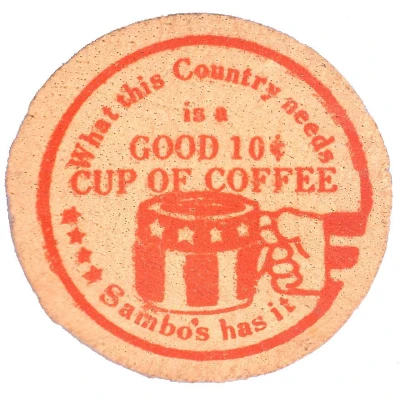 What this Country needs
is a
GOOD 10¢
CUP OF COFFEE
Sambo's has it